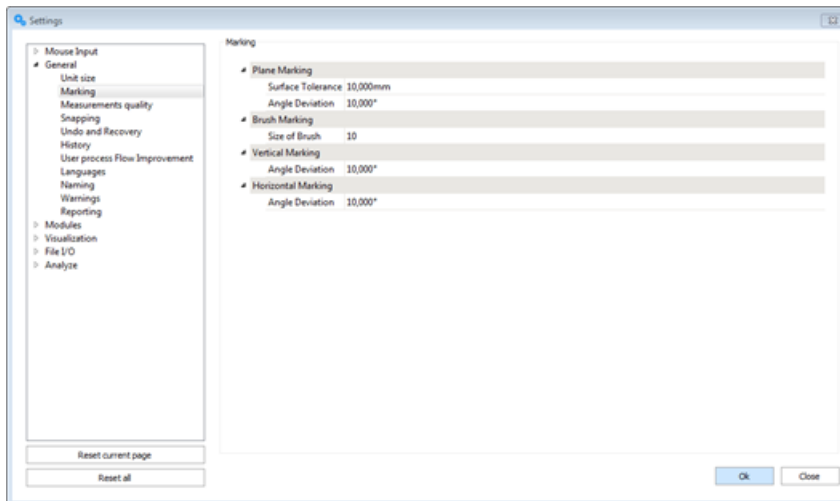 Settings
Mouse Input
General
Unit size
Marking
Measurements quality
Snapping
Undo and Recovery
History
User process Flow Improvement
Languages
Naming
Warnings
Reporting
Modules
Visualization
File I/O
Analyze
Reset current page
Reset all
Marking
Plane Marking
Surface Tolerance 10,000mm
Angle Deviation 10,000°
Brush Marking
Size of Brush 10
Vertical Marking
Angle Deviation 10,000°
Horizontal Marking
Angle Deviation 10,000°
Ok Close